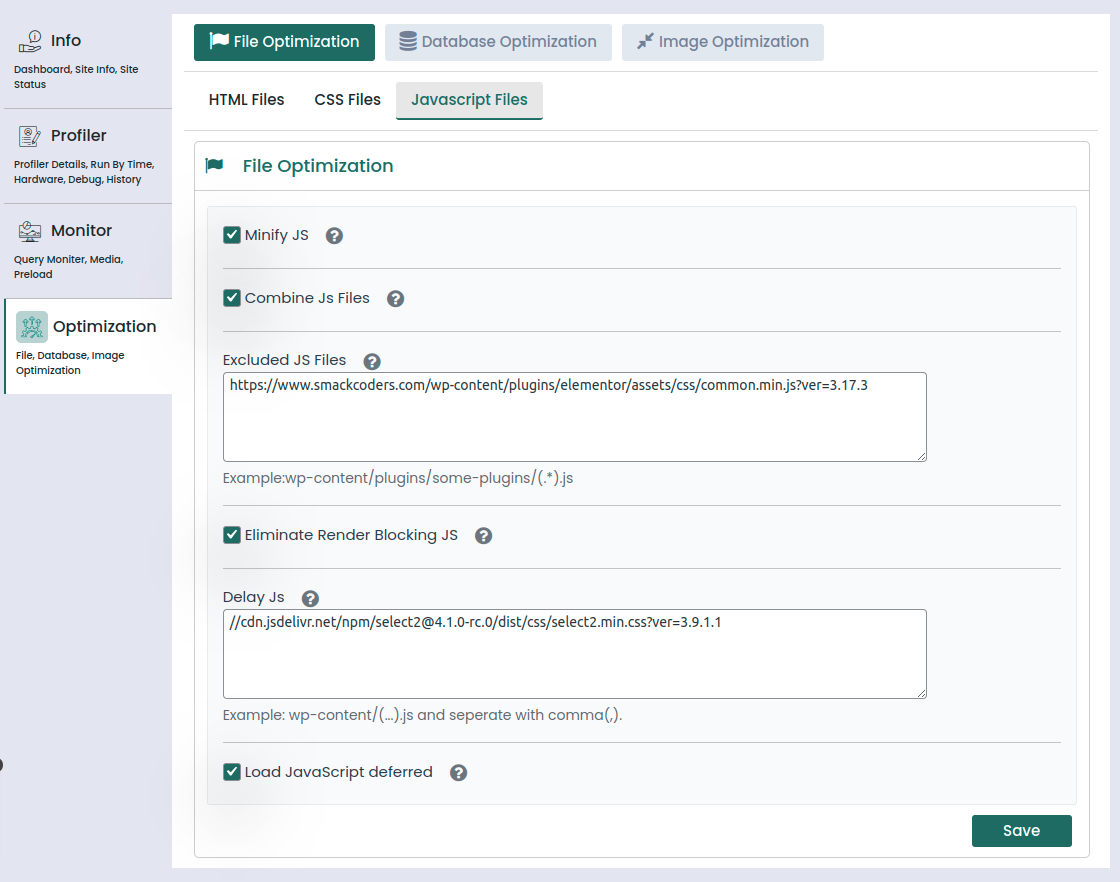 Info
Dashboard, Site Info, Site
Status
Profiler
Profiler Details, Run By Time,
Hardware, Debug, History
Monitor
Query Moniter, Media,
Preload
Optimization
File, Database, Image
Optimization
File Optimization
Database Optimization
Image Optimization
HTML Files
CSS Files
Javascript Files
File Optimization
Minify JS
Combine Js Files
Excluded JS Files
https://www.smackcoders.com/wp-content/plugins/elementor/assets/css/common.min.js?ver=3.17.3
Example:wp-content/plugins/some-plugins/(.*).js
Eliminate Render Blocking JS
Delay Js
//cdn.jsdelivr.net/npm/select2@4.1.0-rc.0/dist/css/select2.min.css?ver=3.9.1.1
Example: wp-content/(...).js and seperate with comma(,).
Load JavaScript deferred
Save